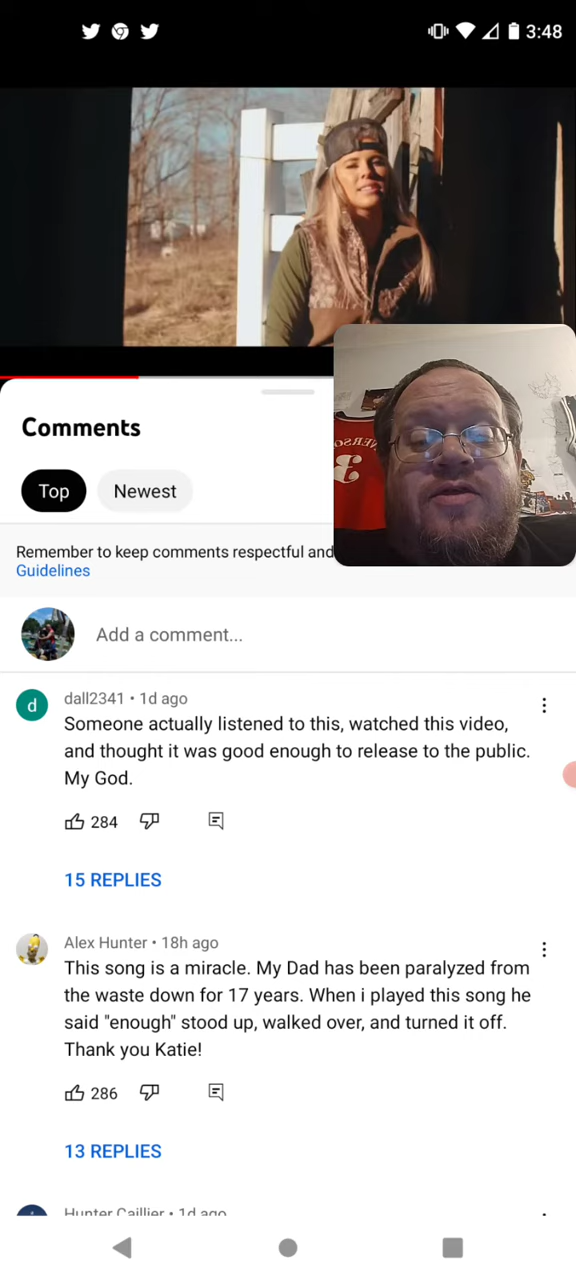 3:48
Comments
Top Newest
Remember to keep comments respectful and
Guidelines
Add a comment...
d dall2341 • 1d ago
Someone actually listened to this, watched this video,
and thought it was good enough to release to the public.
My God.
284
15 REPLIES
Alex Hunter • 18h ago
This song is a miracle. My Dad has been paralyzed from
the waste down for 17 years. When i played this song he
said "enough" stood up, walked over, and turned it off.
Thank you Katie!
286
13 REPLIES
Hunter Caillier • 1d ago